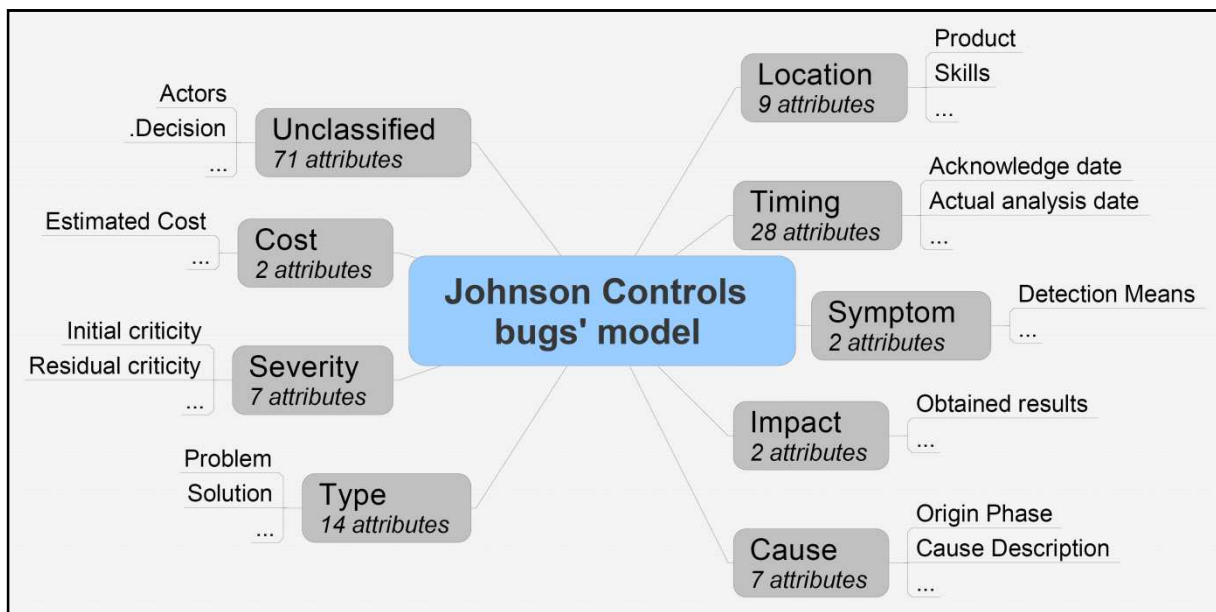 Johnson Controls
bugs' model
Unclassified
71 attributes
Actors
.Decision
...
Cost
2 attributes
Estimated Cost
...
Severity
7 attributes
Initial criticity
Residual criticity
...
Type
14 attributes
Problem
Solution
...
Location
9 attributes
Product
Skills
...
Timing
28 attributes
Acknowledge date
Actual analysis date
...
Symptom
2 attributes
Detection Means
...
Impact
2 attributes
Obtained results
...
Cause
7 attributes
Origin Phase
Cause Description
...